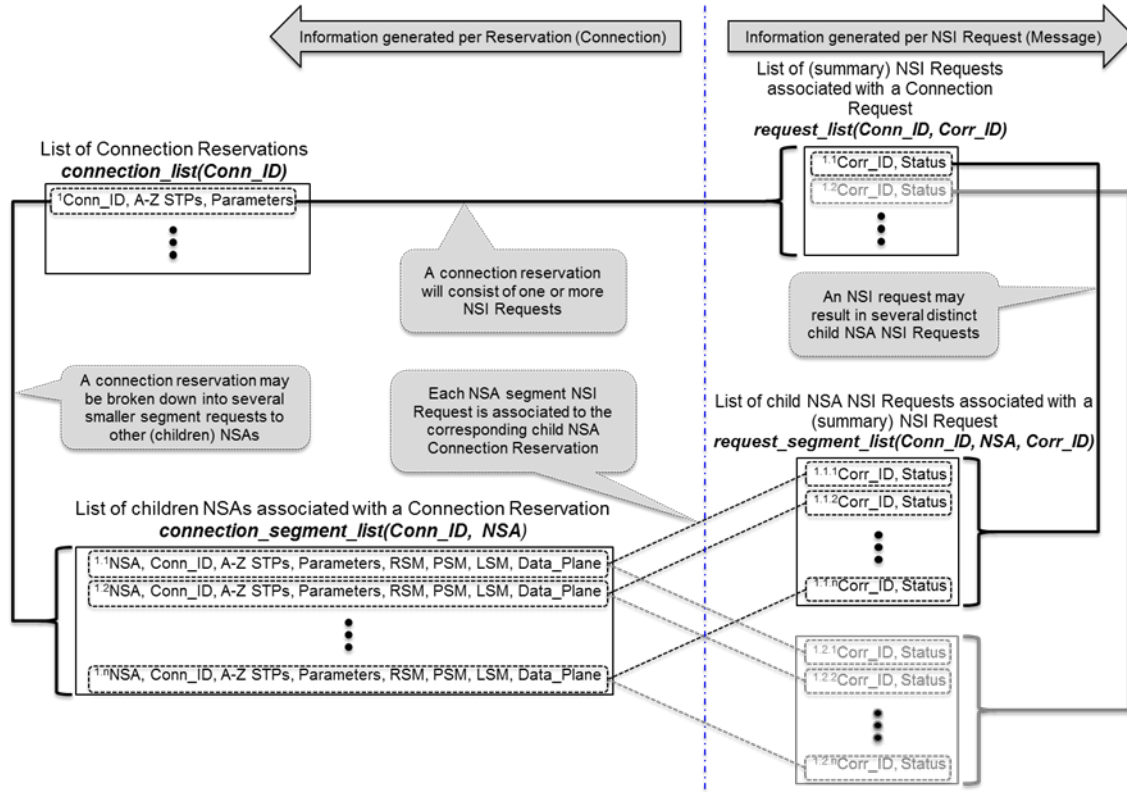 Information generated per Reservation (Connection)
Information generated per NSI Request (Message)
List of (summary) NSI Requests
associated with a Connection
Request
request_list(Conn_ID, Corr_ID)
1.1Corr_ID, Status
1.2Corr_ID, Status
List of Connection Reservations
connection_list(Conn_ID)
1Conn_ID, A-Z STPs, Parameters
A connection reservation
will consist of one or more
NSI Requests
An NSI request may
result in several distinct
child NSA NSI Requests
A connection reservation may
be broken down into several
smaller segment requests to
other (children) NSAs
Each NSA segment NSI
Request is associated to the
corresponding child NSA
Connection Reservation
List of child NSA NSI Requests associated with a
(summary) NSI Request
request_segment_list(Conn_ID, NSA, Corr_ID)
1.1.1Corr_ID, Status
1.1.2Corr_ID, Status
1.1.nCorr_ID, Status
List of children NSAs associated with a Connection Reservation
connection_segment_list(Conn_ID, NSA)
1.1NSA, Conn_ID, A-Z STPs, Parameters, RSM, PSM, LSM, Data_Plane
1.2NSA, Conn_ID, A-Z STPs, Parameters, RSM, PSM, LSM, Data_Plane
1.nNSA, Conn_ID, A-Z STPs, Parameters, RSM, PSM, LSM, Data_Plane
1.2.1Corr_ID, Status
1.2.2Corr_ID, Status
1.2.nCorr_ID, Status